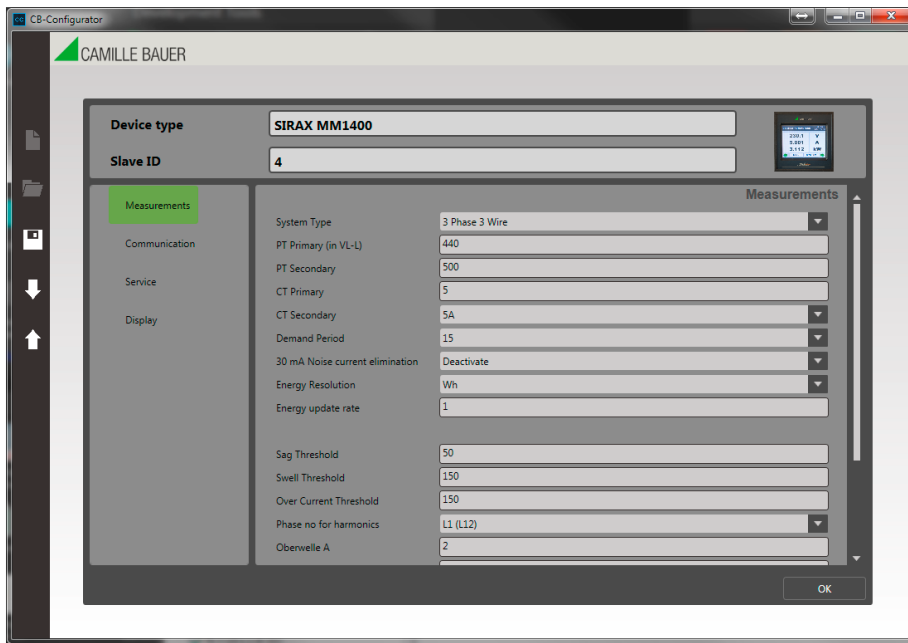 CB-Configurator
CAMILLE BAUER
Device type SIRAX MM1400
Slave ID 4
Measurements
Communication
Service
Display
Measurements
System Type 3 Phase 3 Wire
PT Primary (in VL-L) 440
PT Secondary 500
CT Primary 5
CT Secondary 5A
Demand Period 15
30 mA Noise current elimination Deactivate
Energy Resolution Wh
Energy update rate 1
Sag Threshold 50
Swell Threshold 150
Over Current Threshold 150
Phase no for harmonics L1 (L12)
Oberwelle A 2
OK